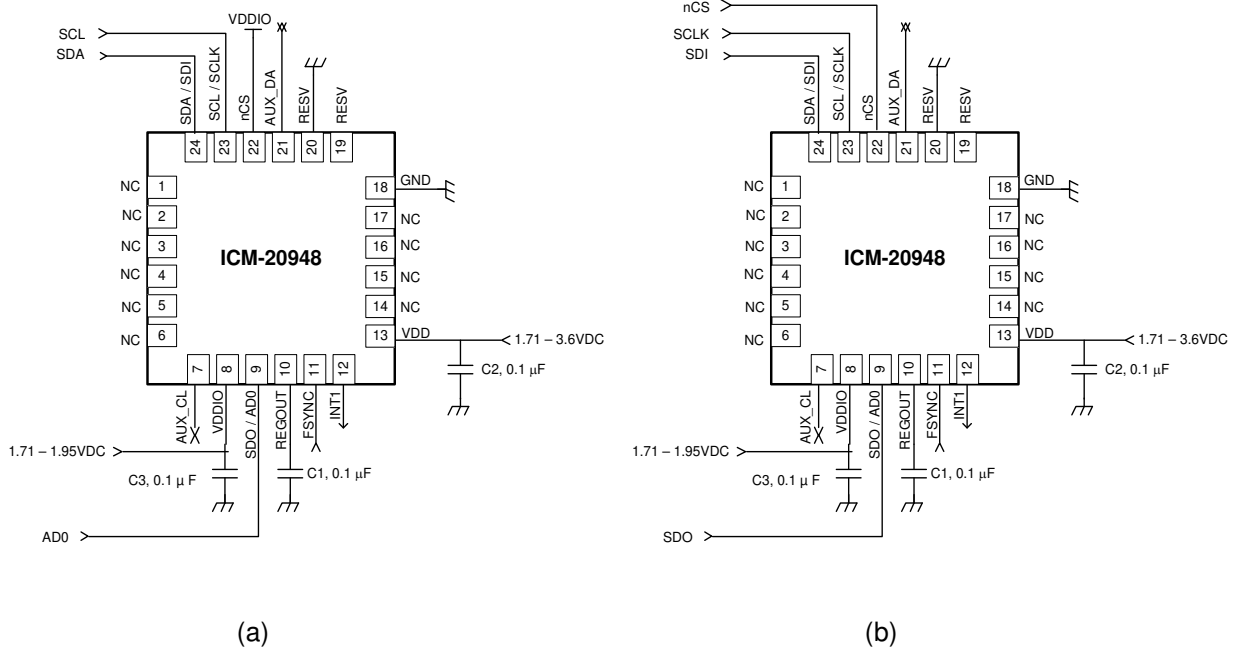 SCL
SDA
VDDIO
SDA / SDI
SCL / SCLK
nCS
AUX_DA
RESV
RESV
24
23
22
21
20
19
NC 1
NC 2
NC 3
NC 4
NC 5
NC 6
ICM-20948
18 GND
17 NC
16 NC
15 NC
14 NC
13 VDD
1.71 – 3.6VDC
C2, 0.1 µF
7
8
9
10
11
12
AUX_CL
VDDIO
SDO / AD0
REGOUT
FSYNC
INT1
1.71 – 1.95VDC
C3, 0.1 µ F
C1, 0.1 µF
AD0
(a)
nCS
SCLK
SDI
SDA / SDI
SCL / SCLK
nCS
AUX_DA
RESV
RESV
24
23
22
21
20
19
NC 1
NC 2
NC 3
NC 4
NC 5
NC 6
ICM-20948
18 GND
17 NC
16 NC
15 NC
14 NC
13 VDD
1.71 – 3.6VDC
C2, 0.1 µF
7
8
9
10
11
12
AUX_CL
VDDIO
SDO / AD0
REGOUT
FSYNC
INT1
1.71 – 1.95VDC
C3, 0.1 µ F
C1, 0.1 µF
SDO
(b)